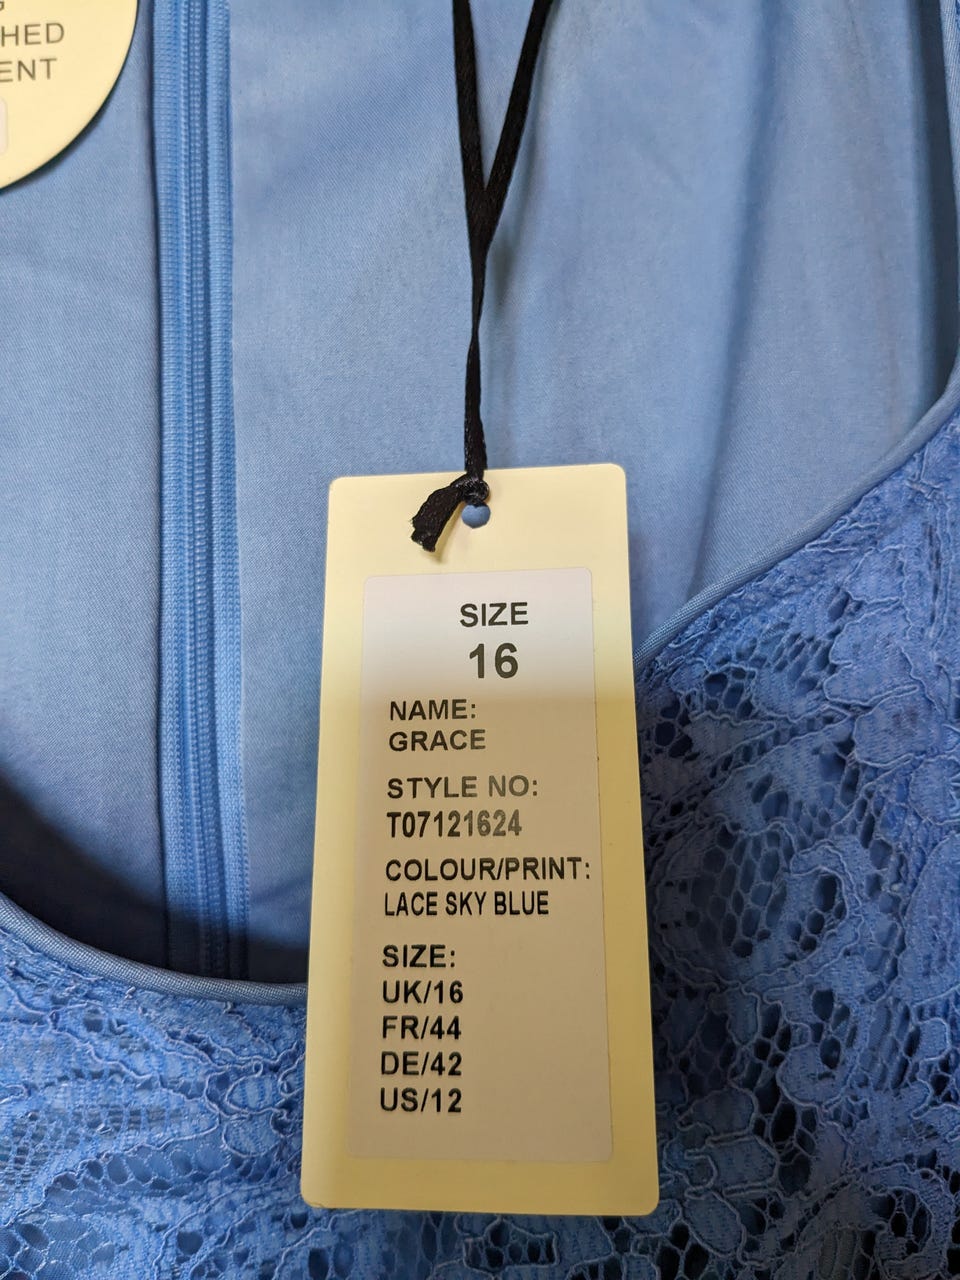 HED
ENT
SIZE
16
NAME:
GRACE
STYLE NO:
T07121624
COLOUR/PRINT:
LACE SKY BLUE
SIZE:
UK/16
FR/44
DE/42
US/12